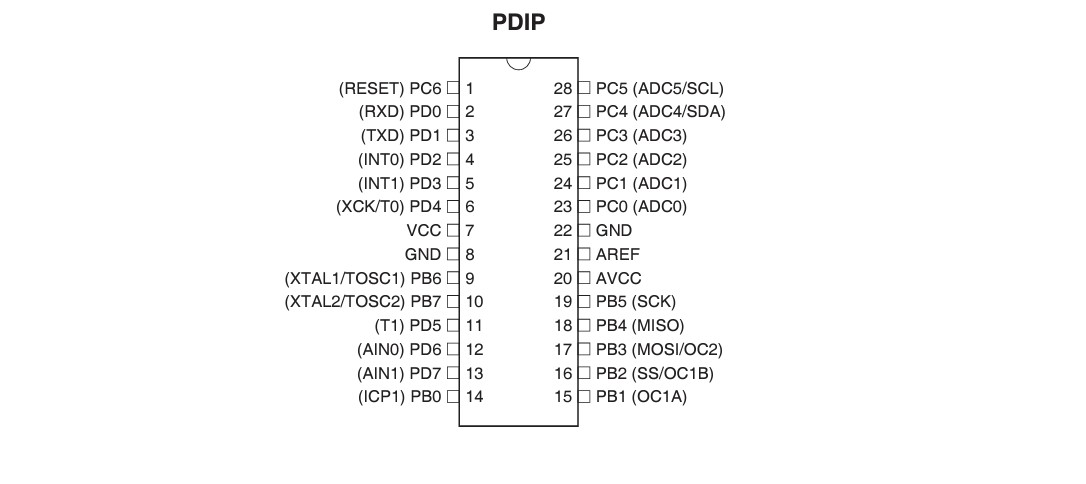 PDIP
(RESET) PC6 1 28 PC5 (ADC5/SCL)
(RXD) PD0 2 27 PC4 (ADC4/SDA)
(TXD) PD1 3 26 PC3 (ADC3)
(INT0) PD2 4 25 PC2 (ADC2)
(INT1) PD3 5 24 PC1 (ADC1)
(XCK/T0) PD4 6 23 PC0 (ADC0)
VCC 7 22 GND
GND 8 21 AREF
(XTAL1/TOSC1) PB6 9 20 AVCC
(XTAL2/TOSC2) PB7 10 19 PB5 (SCK)
(T1) PD5 11 18 PB4 (MISO)
(AIN0) PD6 12 17 PB3 (MOSI/OC2)
(AIN1) PD7 13 16 PB2 (SS/OC1B)
(ICP1) PB0 14 15 PB1 (OC1A)